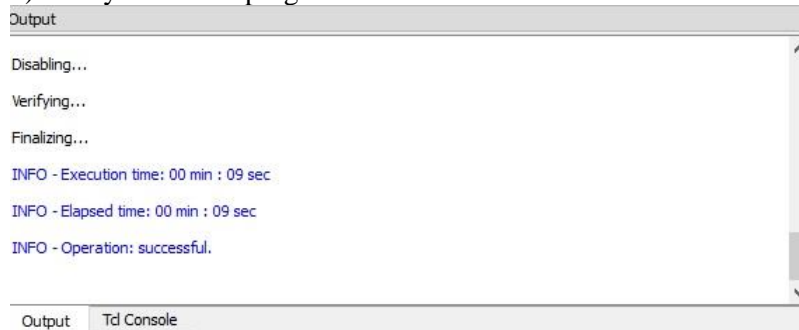 Output
Disabling...
Verifying...
Finalizing...
INFO - Execution time: 00 min : 09 sec
INFO - Elapsed time: 00 min : 09 sec
INFO - Operation: successful.
Output Tcl Console